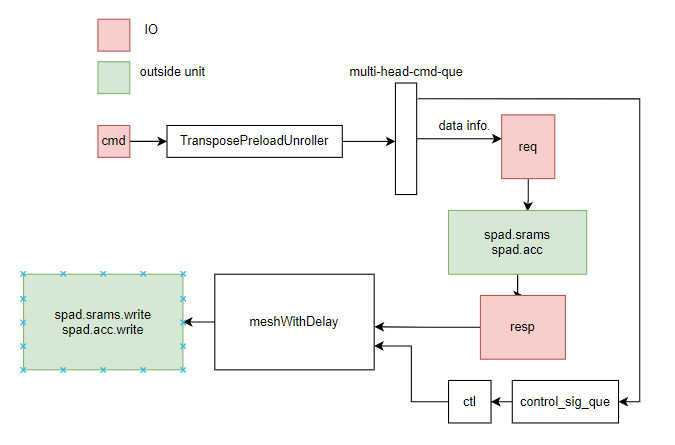 IO
outside unit
multi-head-cmd-que
cmd
TransposePreloadUnroller
data info.
req
spad.srams
spad.acc
spad.srams.write
spad.acc.write
meshWithDelay
resp
ctl
control_sig_que